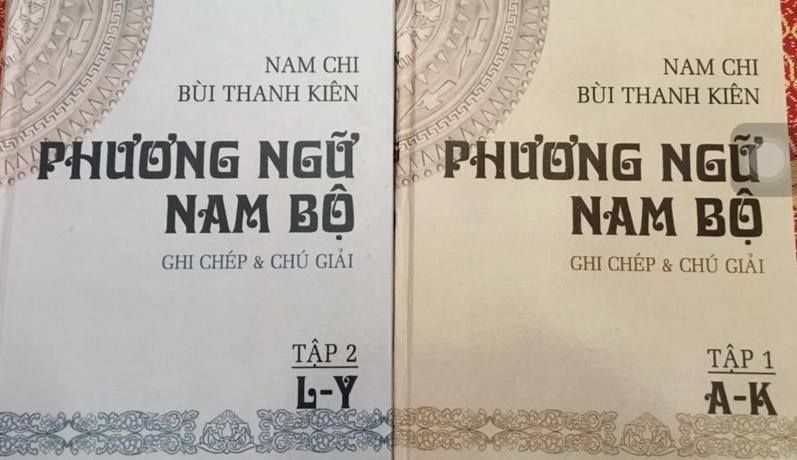 NAM CHI
BÙI THANH KIÊN
PHƯƠNG NGỮ
NAM BỘ
GHI CHÉP & CHÚ GIẢI
TẬP 2
L-Y
NAM CHI
BÙI THANH KIÊN
PHƯƠNG NGỮ
NAM BỘ
GHI CHÉP & CHÚ GIẢI
TẬP 1
A-K